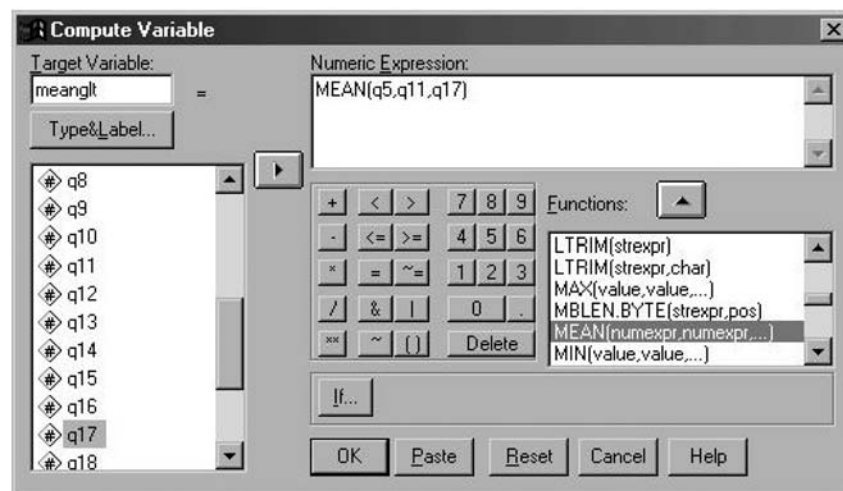 Compute Variable
Target Variable:
meanglt
=
Type&Label...
Numeric Expression:
MEAN(q5,q11,q17)
q8
q9
q10
q11
q12
q13
q14
q15
q16
q17
q18
+ < > 7 8 9
- <= >= 4 5 6
* = ~= 1 2 3
/ & | 0 .
** ~ () Delete
Functions:
LTRIM(strexpr)
LTRIM(strexpr,char)
MAX(value,value,...)
MBLEN.BYTE(strexpr,pos)
MEAN(numexpr,numexpr,...)
MIN(value,value,...)
If...
OK Paste Reset Cancel Help